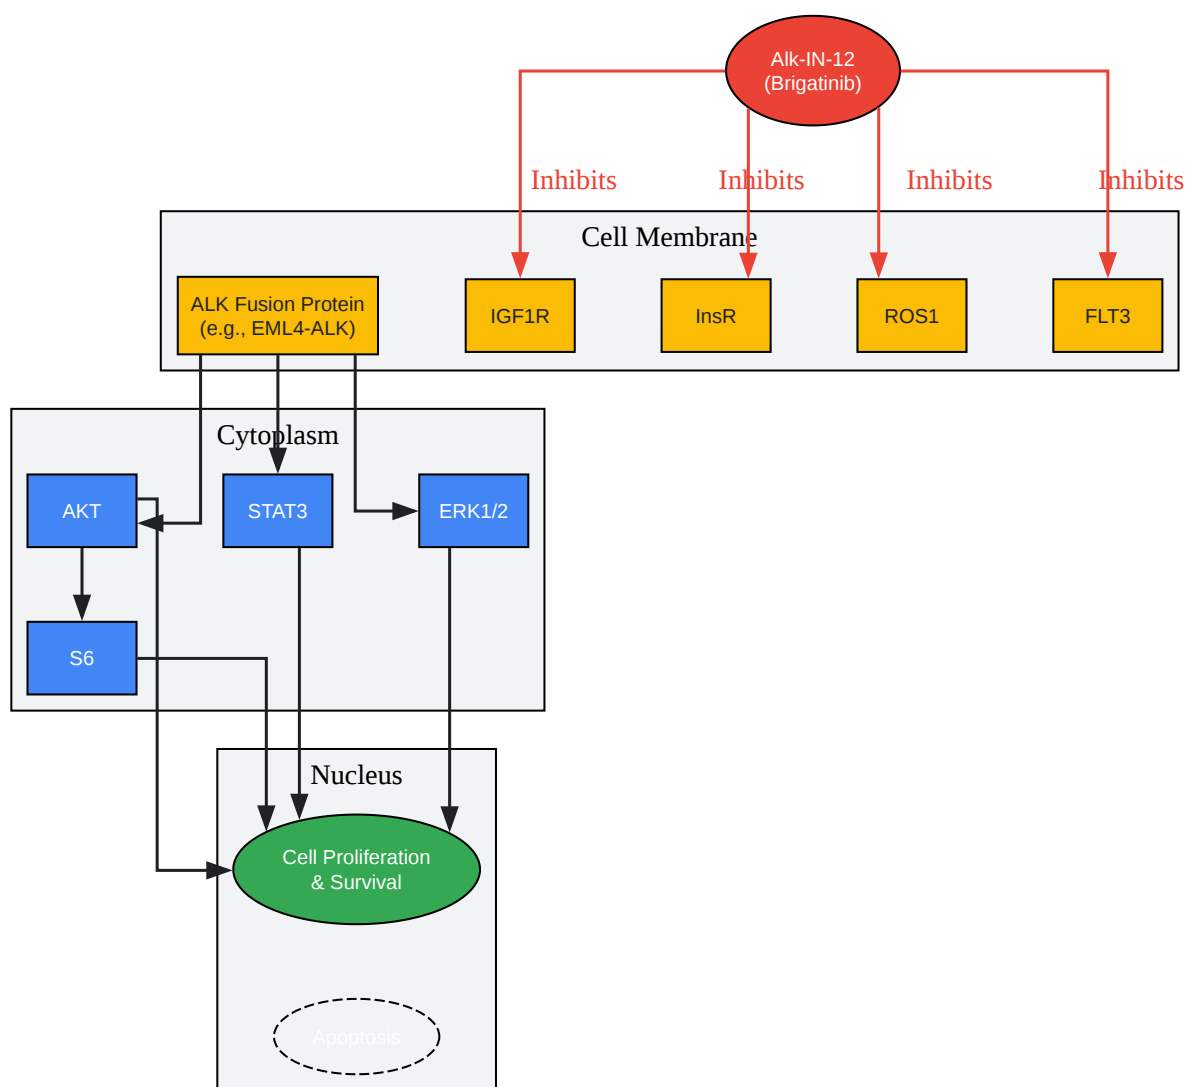 Alk-IN-12
(Brigatinib)
Inhibits
Inhibits
Inhibits
Inhibits
Cell Membrane
ALK Fusion Protein
(e.g., EML4-ALK)
IGF1R
InsR
ROS1
FLT3
Cytoplasm
AKT
STAT3
ERK1/2
S6
Nucleus
Cell Proliferation
& Survival
Apoptosis